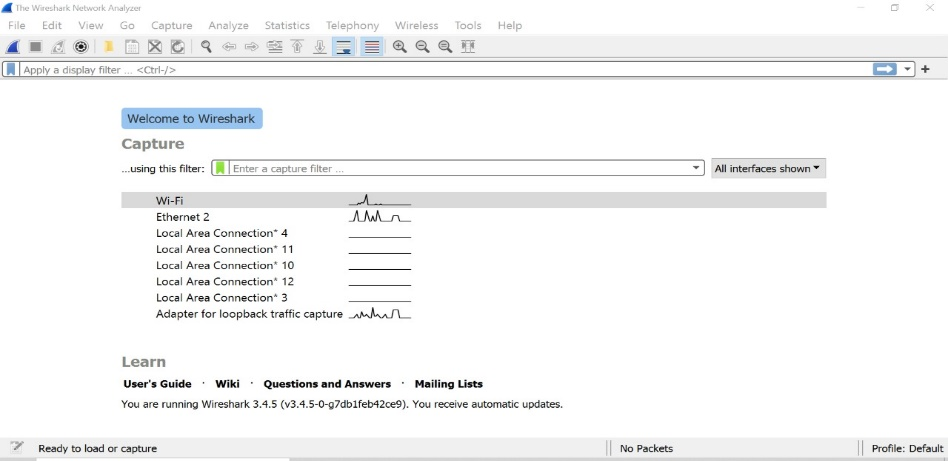 The Wireshark Network Analyzer
File Edit View Go Capture Analyze Statistics Telephony Wireless Tools Help
Apply a display filter ... <Ctrl-/>
Welcome to Wireshark
Capture
...using this filter: Enter a capture filter ... All interfaces shown
Wi-Fi
Ethernet 2
Local Area Connection* 4
Local Area Connection* 11
Local Area Connection* 10
Local Area Connection* 12
Local Area Connection* 3
Adapter for loopback traffic capture
Learn
User's Guide · Wiki · Questions and Answers · Mailing Lists
You are running Wireshark 3.4.5 (v3.4.5-0-g7db1feb42ce9). You receive automatic updates.
Ready to load or capture No Packets Profile: Default